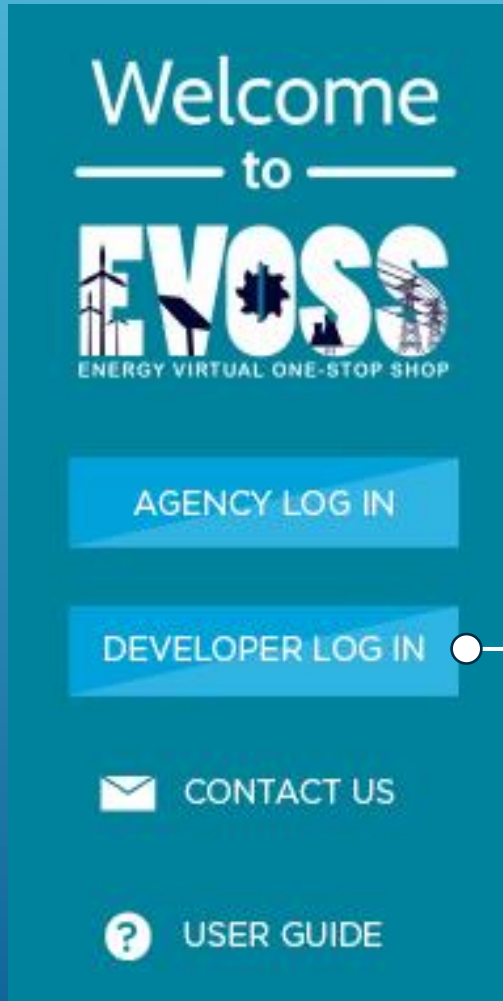 Welcome
to
EVOSS
ENERGY VIRTUAL ONE-STOP SHOP
AGENCY LOG IN
DEVELOPER LOG IN
CONTACT US
? USER GUIDE